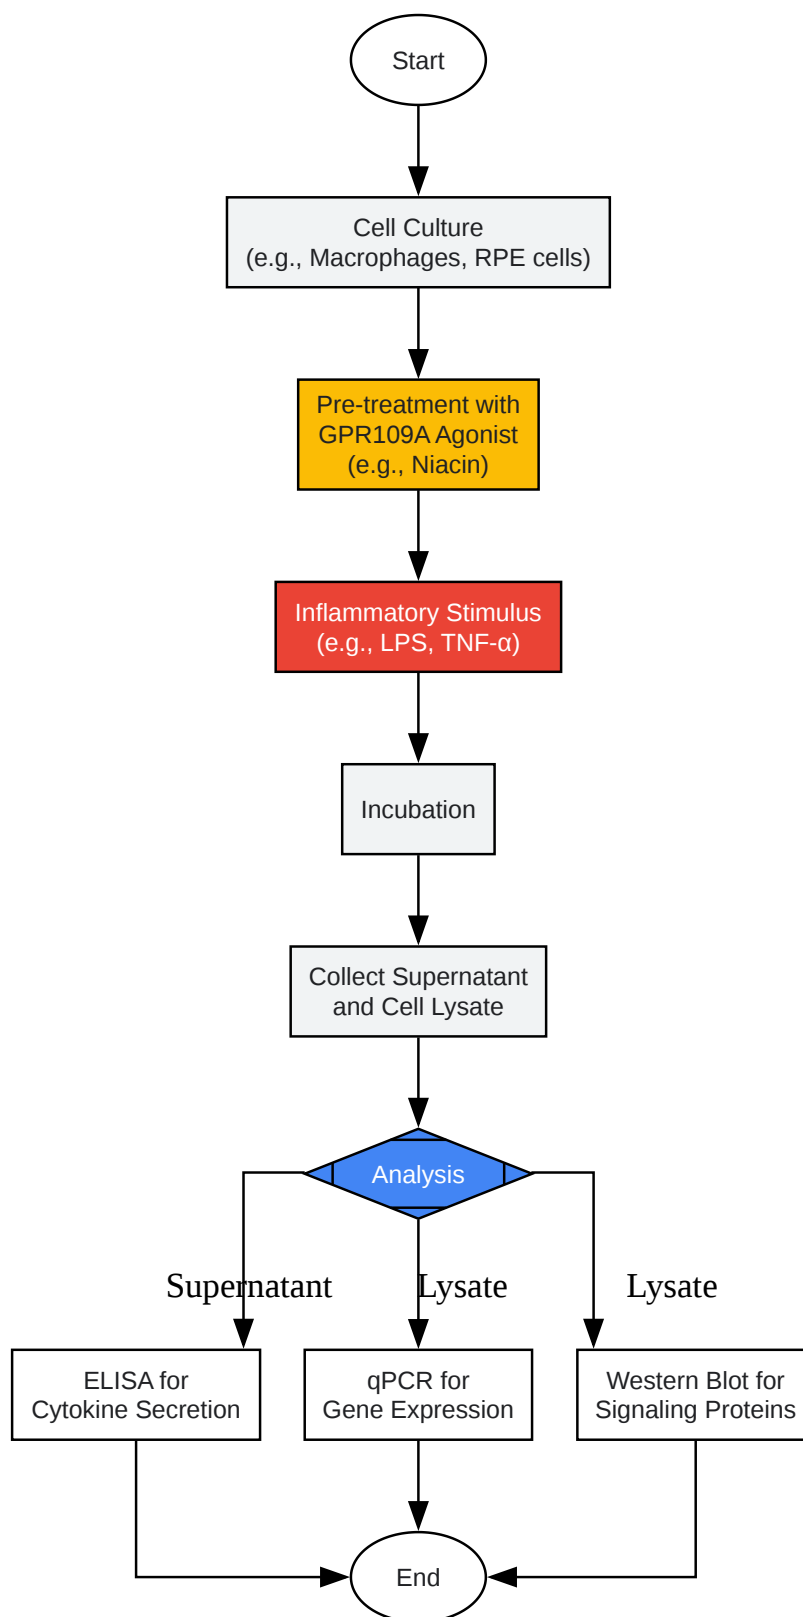 Start
Cell Culture
(e.g., Macrophages, RPE cells)
Pre-treatment with
GPR109A Agonist
(e.g., Niacin)
Inflammatory Stimulus
(e.g., LPS, TNF-α)
Incubation
Collect Supernatant
and Cell Lysate
Analysis
Supernatant
Lysate
Lysate
ELISA for
Cytokine Secretion
qPCR for
Gene Expression
Western Blot for
Signaling Proteins
End